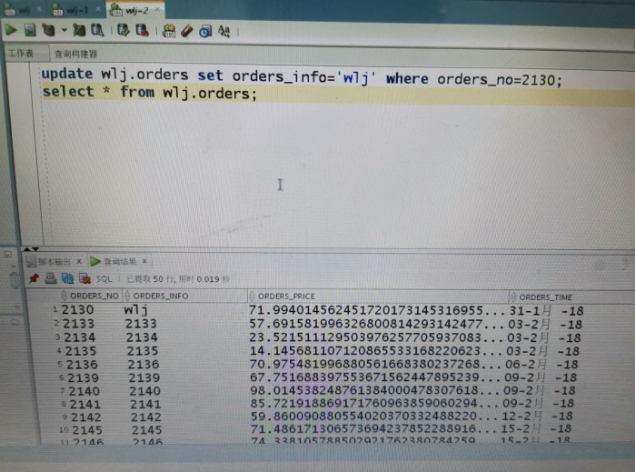 wlj wlj-1 wlj-2
工作表 查询构建器
update wlj.orders set orders_info='wlj' where orders_no=2130;
select * from wlj.orders;
脚本输出 × 查询结果 ×
SQL | 已提取 50 行, 用时 0.019 秒
ORDERS_NO ORDERS_INFO ORDERS_PRICE ORDERS_TIME
1 2130 wlj 71.9940145624517201731453169 55... 31-1月 -18
2 2133 2133 57.6915819963268008142931424 77... 03-2月 -18
3 2134 2134 23.5215111295039762577059370 83... 03-2月 -18
4 2135 2135 14.1456811071208655331682206 23... 03-2月 -18
5 2136 2136 70.9754819968805616683802372 68... 06-2月 -18
6 2139 2139 67.7516883975536715624478952 39... 09-2月 -18
7 2140 2140 98.0145382487613840004783076 18... 09-2月 -18
8 2141 2141 85.7219188691717609638590602 94... 09-2月 -18
9 2142 2142 59.8600908805540203703324882 20... 12-2月 -18
10 2145 2145 71.4861713065736942378522889 16... 15-2月 -18
11 2146 2146 15-2月 -18